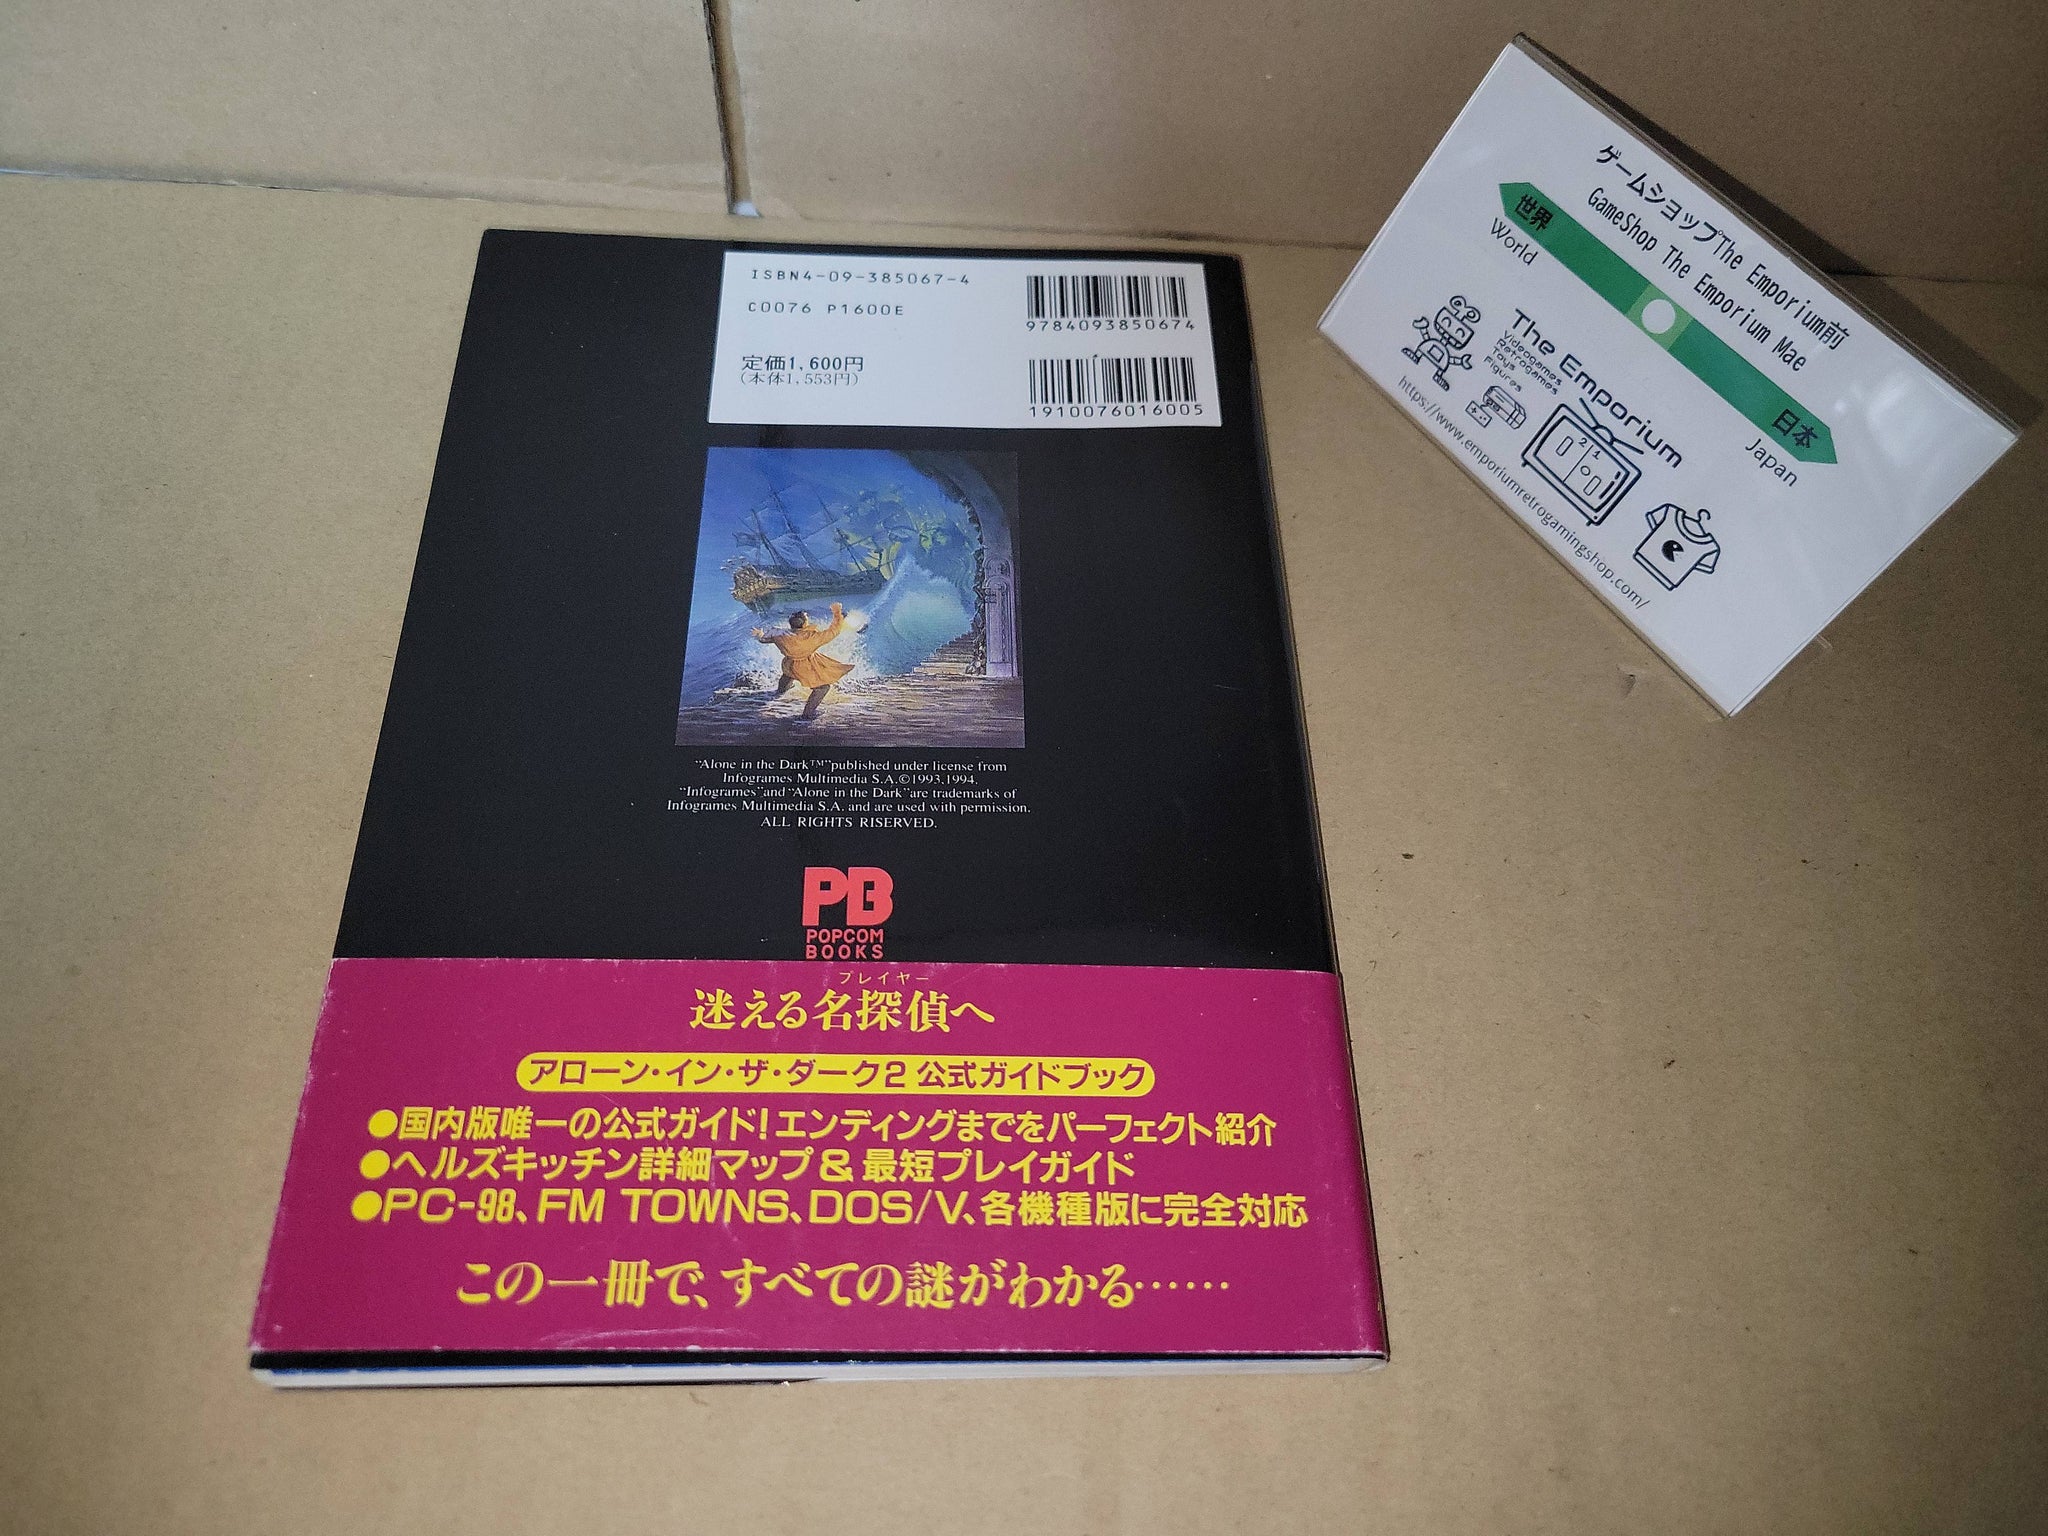 ISBN4-09-385067-4
C0076 P1600E
定価1,600円
(本体1,553円)
9784093850674
1910076016005
"Alone in the Dark™"published under license from
Infogrames Multimedia S.A.©1993,1994.
"Infogrames"and"Alone in the Dark"are trademarks of
Infogrames Multimedia S.A. and are used with permission.
ALL RIGHTS RISERVED.
PB
POPCOM
BOOKS
プレイヤー
迷える名探偵へ
アローン・イン・ザ・ダーク2 公式ガイドブック
●国内版唯一の公式ガイド!エンディングまでをパーフェクト紹介
●ヘルズキッチン詳細マップ&最短プレイガイド
●PC-98、FM TOWNS、DOS/V、各機種版に完全対応
この一冊で、すべての謎がわかる……
ゲームショップThe Emporium前
GameShop The Emporium Mae
世界
World
日本
Japan
The Emporium
Videogames
Retrogames
Toys
Figures
2
1
https://www.emporiumretrogamingshop.com/